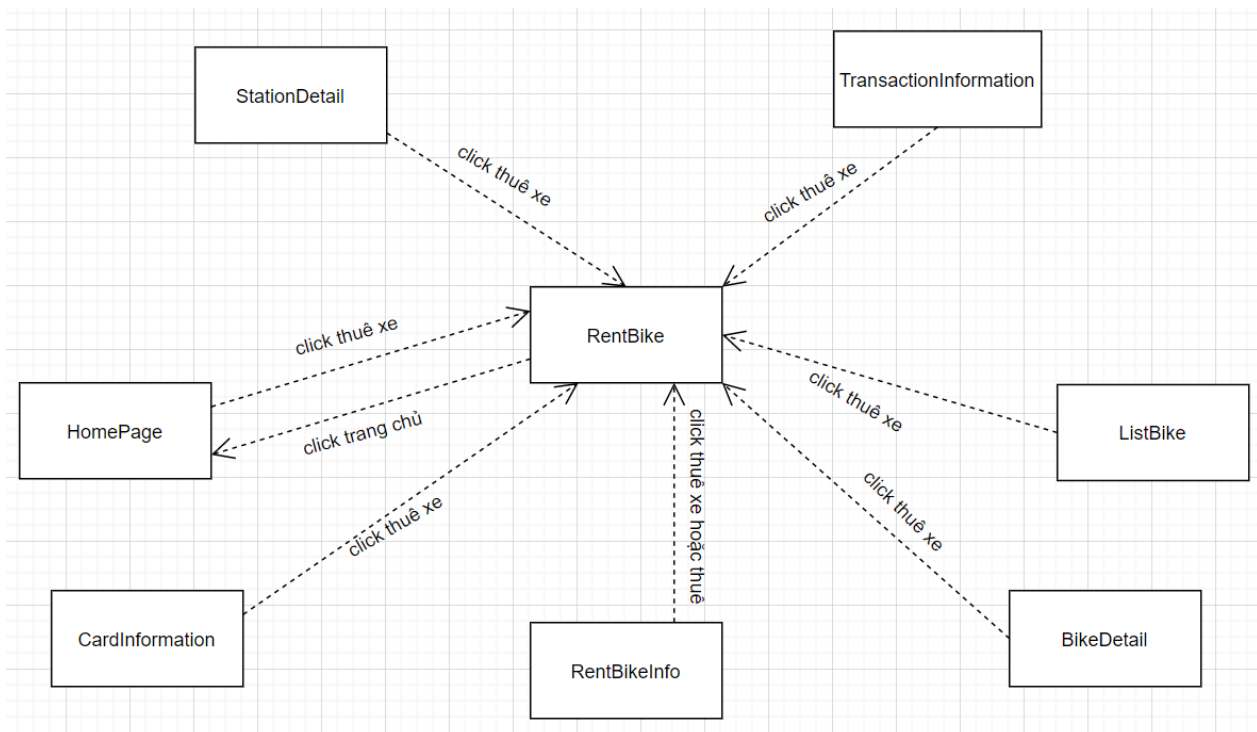 StationDetail
TransactionInformation
click thuê xe
click thuê xe
RentBike
click thuê xe
click thuê xe
HomePage
click trang chủ
ListBike
click thuê xe
click thuê xe hoặc thuê
click thuê xe
CardInformation
RentBikeInfo
BikeDetail